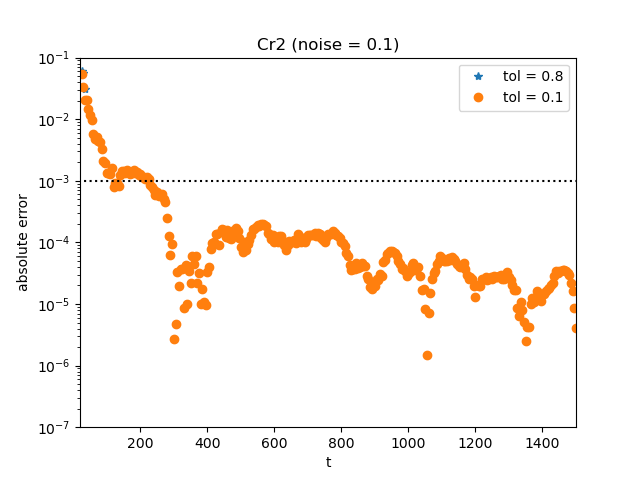 Cr2 (noise = 0.1)
tol = 0.8
tol = 0.1
absolute error
10⁻¹
10⁻²
10⁻³
10⁻⁴
10⁻⁵
10⁻⁶
10⁻⁷
200 400 600 800 1000 1200 1400
t